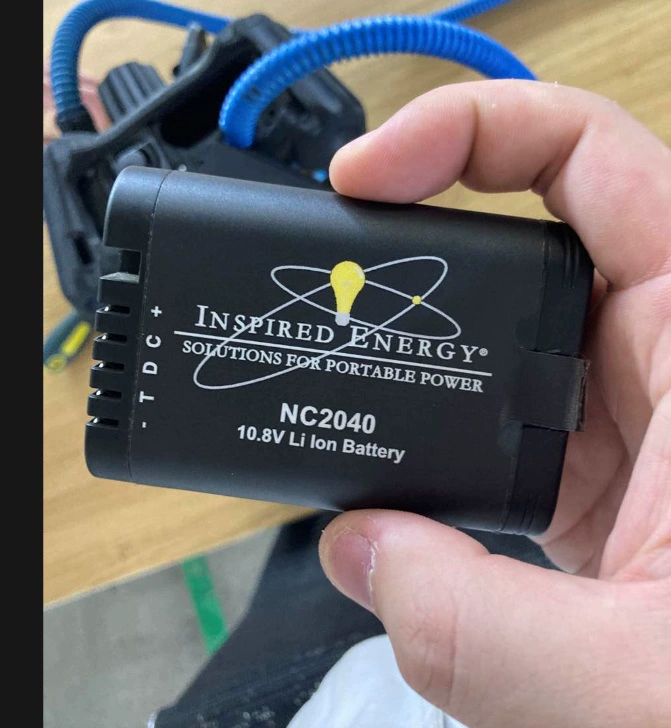 INSPIRED ENERGY®
SOLUTIONS FOR PORTABLE POWER
NC2040
10.8V Li Ion Battery
- T D C +